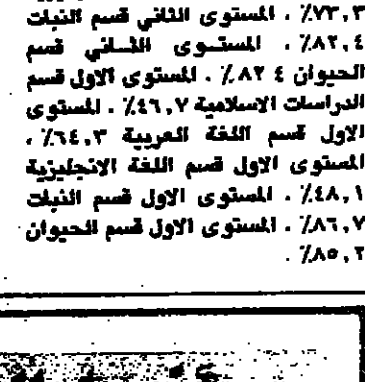 ٧٣,٣٪ . المستوى الثاني قسم النبات
٨٢,٤٪ . المستوى الثاني قسم
الحيوان ٨٢٤٪ . المستوى الاول قسم
الدراسات الاسلامية ٤٦,٧٪ . المستوى
الاول قسم اللغة العربية ٦٤,٣٪ .
المستوى الاول قسم اللغة الانجليزية
٤٨,١٪ . المستوى الاول قسم النبات
٨٦,٧٪ . المستوى الاول قسم الحيوان
٨٥,٢٪ .